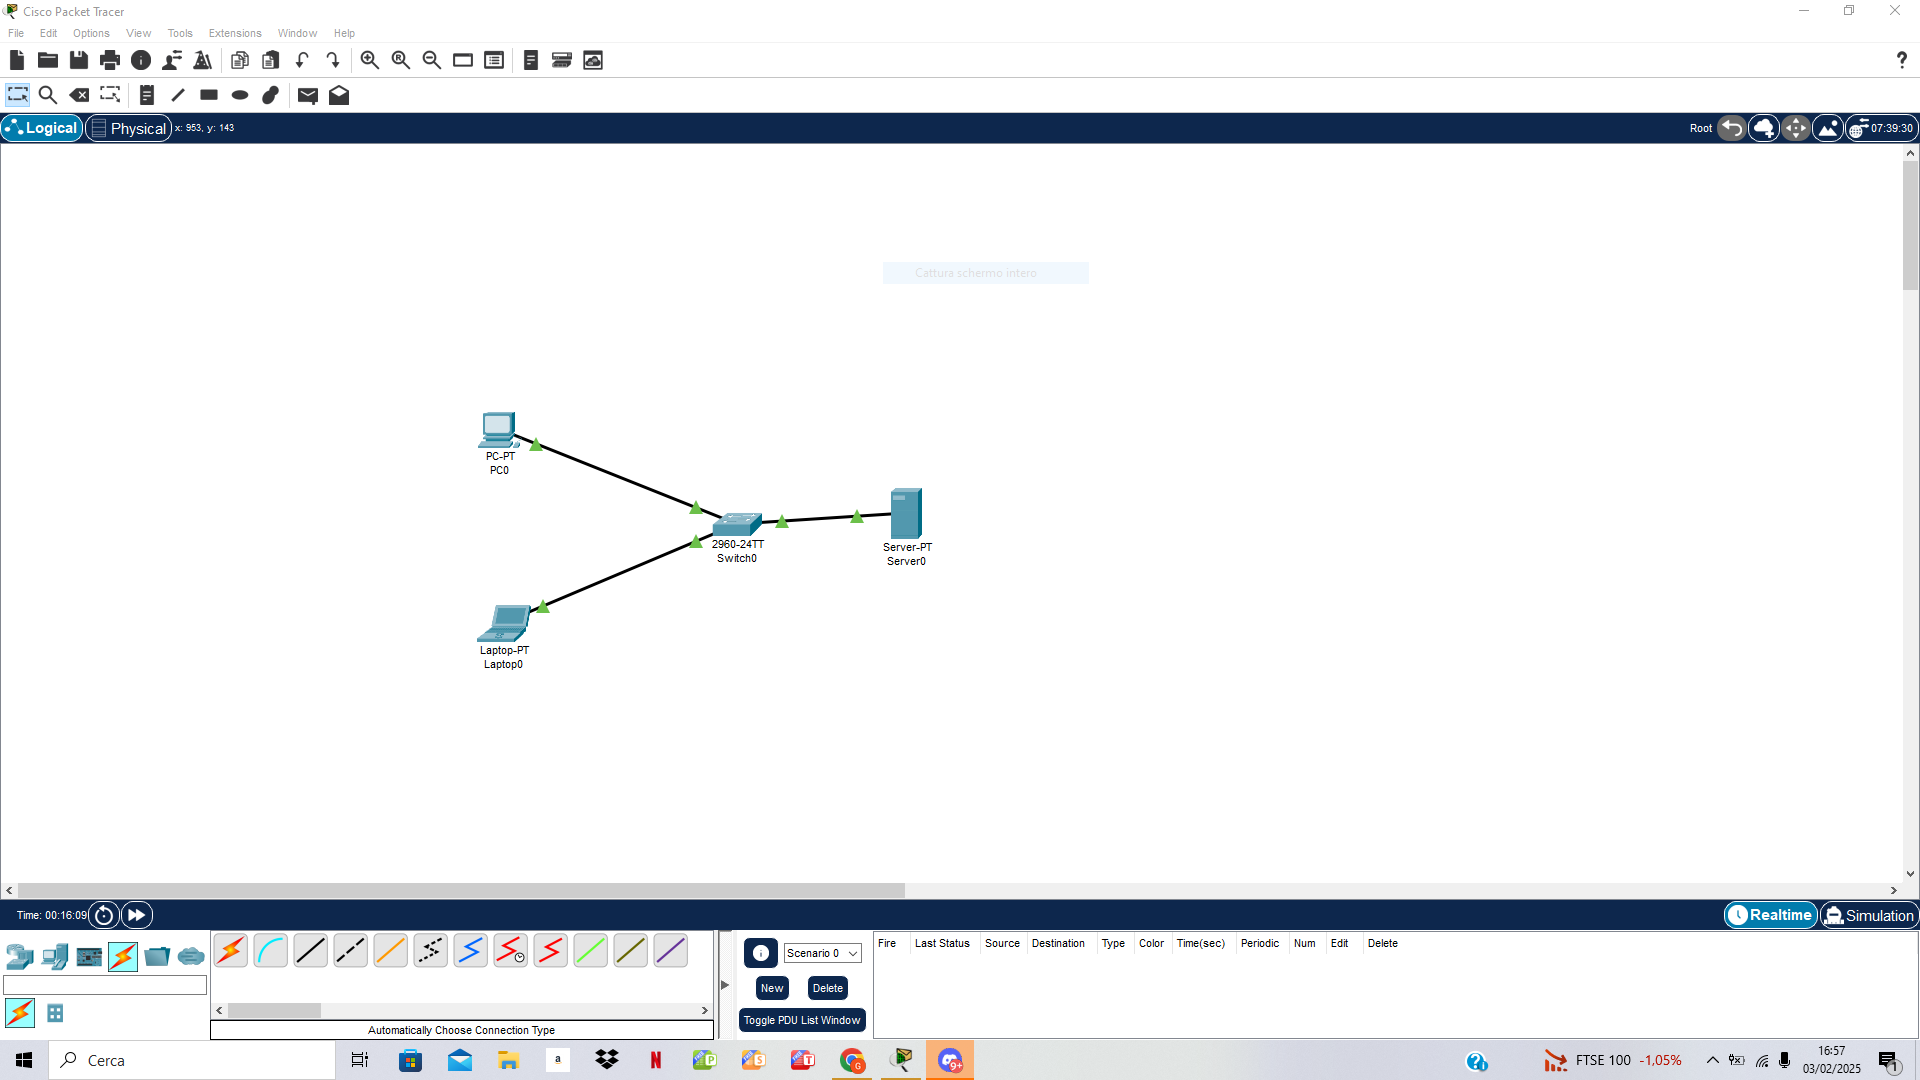 Cisco Packet Tracer
File Edit Options View Tools Extensions Window Help
?
Logical Physical x: 953, y: 143 Root 07:39:30
Cattura schermo intero
PC-PT
PC0
2960-24TT
Switch0
Server-PT
Server0
Laptop-PT
Laptop0
Time: 00:16:09 Realtime Simulation
Scenario 0
Fire Last Status Source Destination Type Color Time(sec) Periodic Num Edit Delete
New Delete
Toggle PDU List Window
Automatically Choose Connection Type
Cerca
a
N
P
S
T
G
9+
FTSE 100 -1,05%
16:57
03/02/2025
1